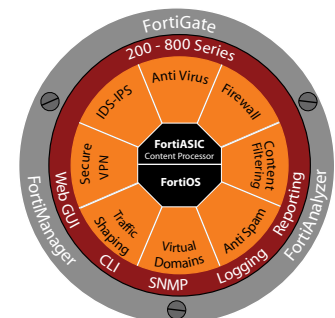 FortiGate
200 - 800 Series
Anti Virus
Firewall
Content
Filtering
Anti Spam
Virtual
Domains
Traffic
Shaping
Secure
VPN
IDS-IPS
FortiASIC
Content Processor
FortiOS
Web GUI
CLI
SNMP
Logging
Reporting
FortiManager
FortiAnalyzer